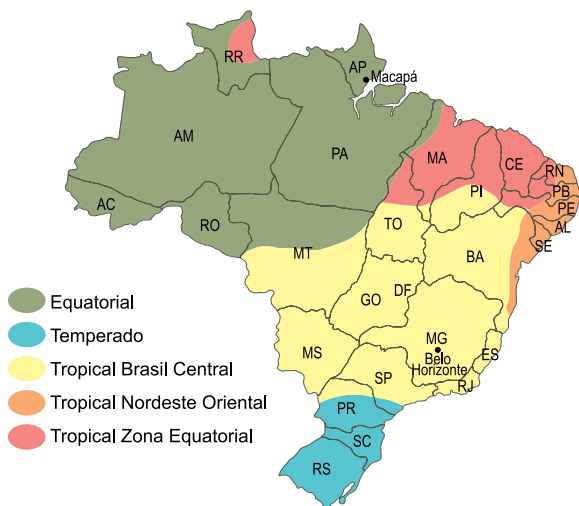 RR
AP
Macapá
AM
PA
MA
CE
RN
PB
PE
AL
SE
PI
AC
RO
TO
MT
BA
GO
DF
MG
Belo
Horizonte
ES
MS
SP
RJ
PR
SC
RS
Equatorial
Temperado
Tropical Brasil Central
Tropical Nordeste Oriental
Tropical Zona Equatorial